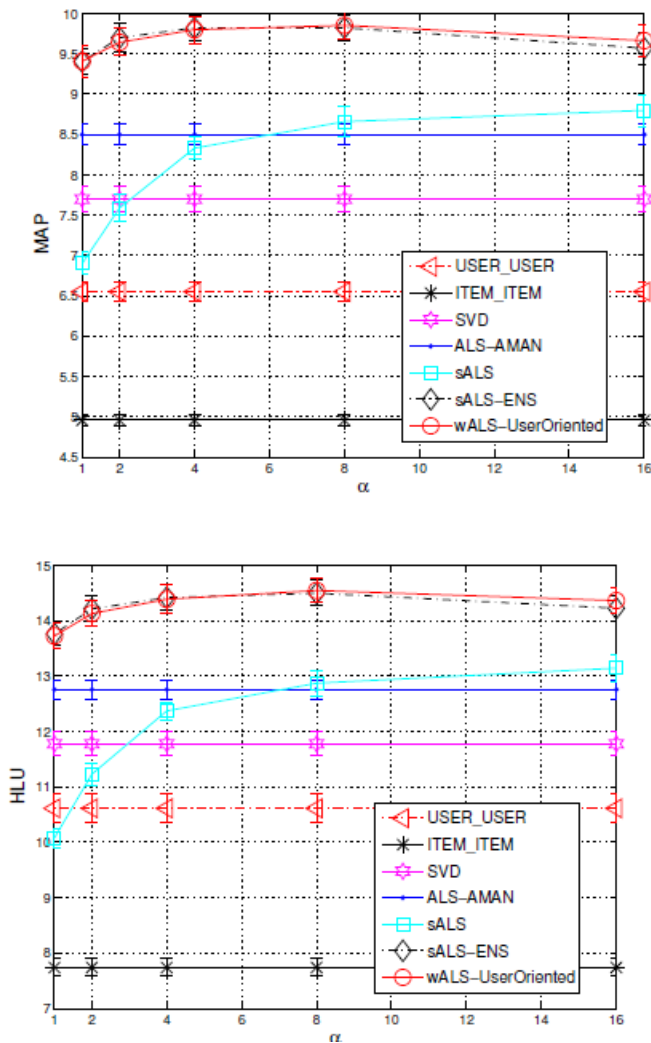 10
9.5
9
8.5
8
7.5
7
6.5
6
5.5
5
4.5
MAP
1 2 4 6 8 10 12 14 16
α
USER_USER
ITEM_ITEM
SVD
ALS-AMAN
sALS
sALS-ENS
wALS-UserOriented
15
14
13
12
11
10
9
8
7
HLU
1 2 4 6 8 10 12 14 16
α
USER_USER
ITEM_ITEM
SVD
ALS-AMAN
sALS
sALS-ENS
wALS-UserOriented